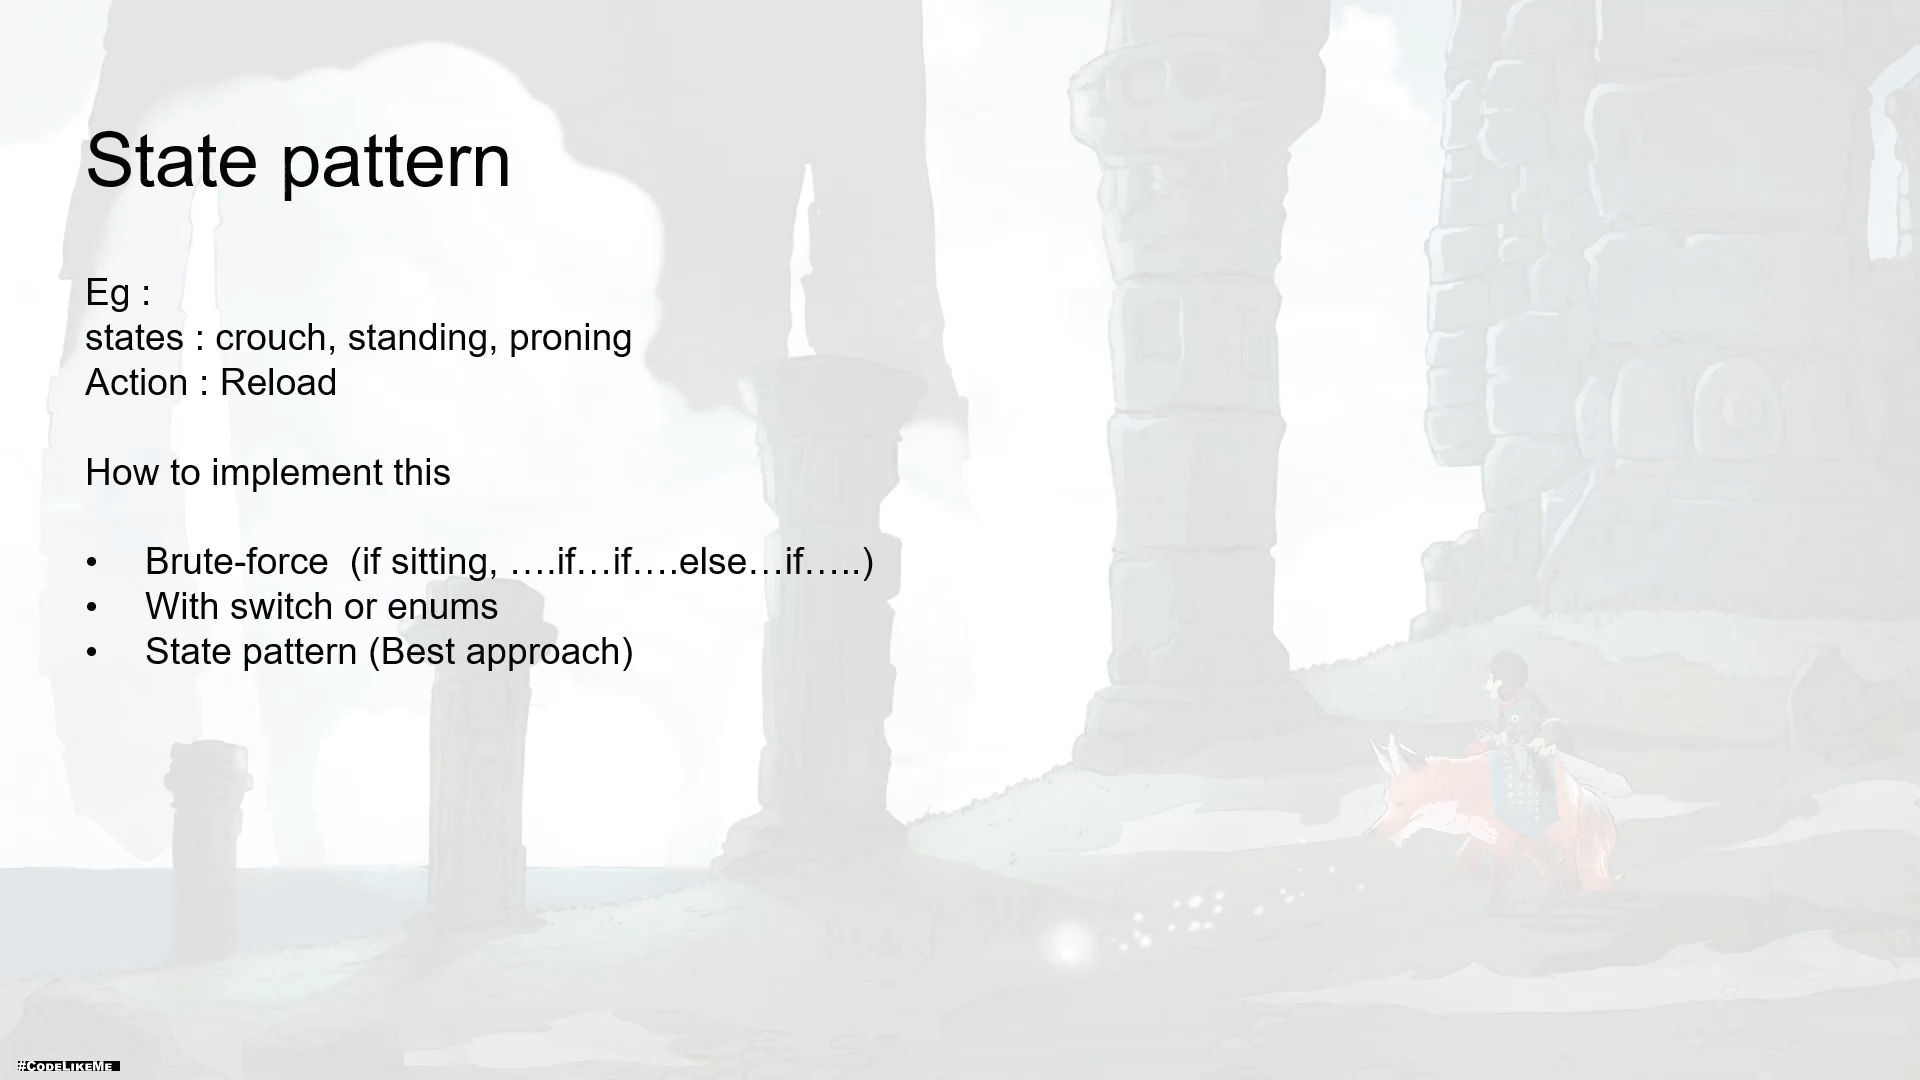 State pattern
Eg :
states : crouch, standing, proning
Action : Reload
How to implement this
• Brute-force  (if sitting, ….if…if….else…if…..)
• With switch or enums
• State pattern (Best approach)
#CodeLikeMe